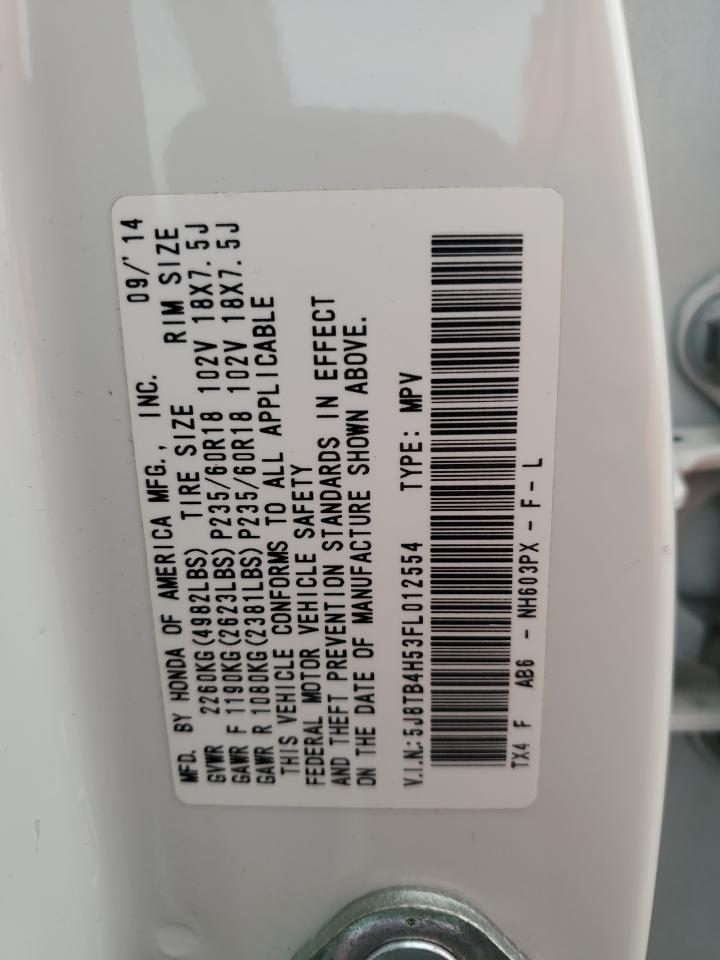 MFD. BY HONDA OF AMERICA MFG., INC. 09/'14
GVWR 2260KG(4982LBS) TIRE SIZE RIM SIZE
GAWR F 1190KG(2623LBS)P235/60R18 102V 18X7.5J
GAWR R 1080KG(2381LBS)P235/60R18 102V 18X7.5J
THIS VEHICLE CONFORMS TO ALL APPLICABLE
FEDERAL MOTOR VEHICLE SAFETY
AND THEFT PREVENTION STANDARDS IN EFFECT
ON THE DATE OF MANUFACTURE SHOWN ABOVE.
V.I.N.:5J8TB4H53FL012554 TYPE: MPV
TX4 F AB6 - NH603PX - F - L